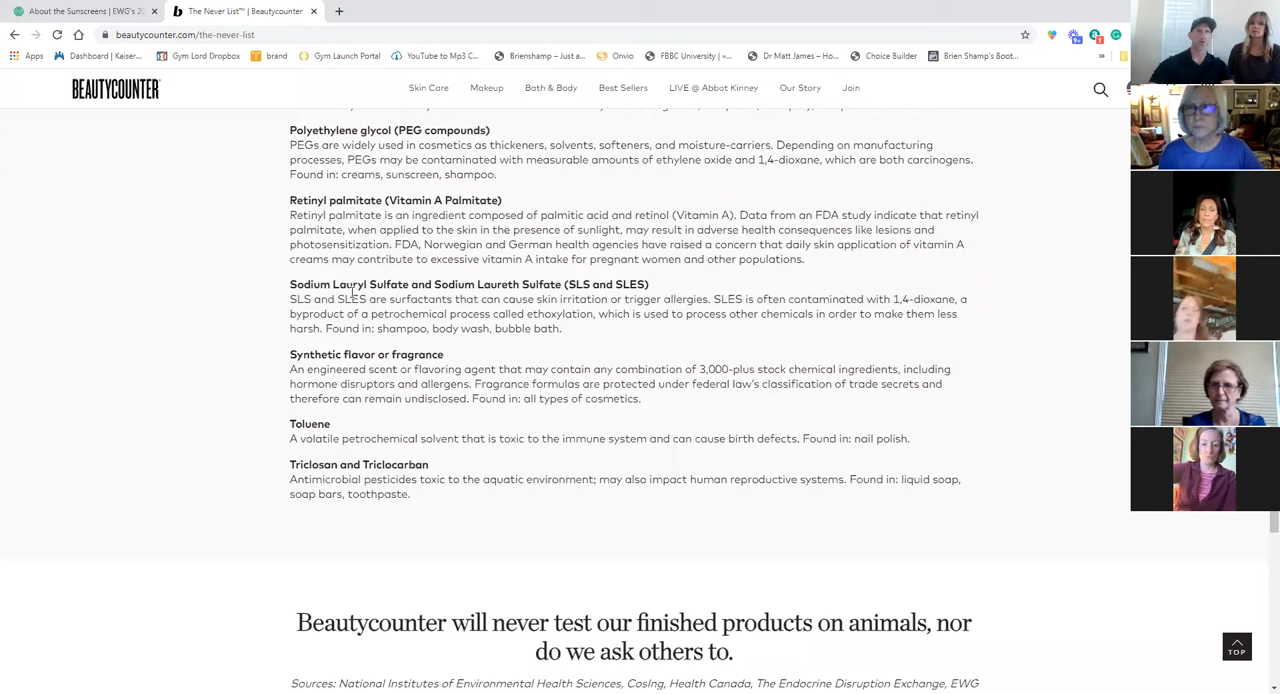 About the Sunscreens | EWG's 20
The Never List™ | Beautycounter
beautycounter.com/the-never-list
Apps
Dashboard | Kaiser...
Gym Lord Dropbox
brand
Gym Launch Portal
YouTube to Mp3 C...
Brienshamp – Just a...
Onvio
FBBC University | »...
Dr Matt James – Ho...
Choice Builder
Brien Shamp's Boot...
»
BEAUTYCOUNTER
Skin Care
Makeup
Bath & Body
Best Sellers
LIVE @ Abbot Kinney
Our Story
Join
Polyethylene glycol (PEG compounds)
PEGs are widely used in cosmetics as thickeners, solvents, softeners, and moisture-carriers. Depending on manufacturing
processes, PEGs may be contaminated with measurable amounts of ethylene oxide and 1,4-dioxane, which are both carcinogens.
Found in: creams, sunscreen, shampoo.
Retinyl palmitate (Vitamin A Palmitate)
Retinyl palmitate is an ingredient composed of palmitic acid and retinol (Vitamin A). Data from an FDA study indicate that retinyl
palmitate, when applied to the skin in the presence of sunlight, may result in adverse health consequences like lesions and
photosensitization. FDA, Norwegian and German health agencies have raised a concern that daily skin application of vitamin A
creams may contribute to excessive vitamin A intake for pregnant women and other populations.
Sodium Lauryl Sulfate and Sodium Laureth Sulfate (SLS and SLES)
SLS and SLES are surfactants that can cause skin irritation or trigger allergies. SLES is often contaminated with 1,4-dioxane, a
byproduct of a petrochemical process called ethoxylation, which is used to process other chemicals in order to make them less
harsh. Found in: shampoo, body wash, bubble bath.
Synthetic flavor or fragrance
An engineered scent or flavoring agent that may contain any combination of 3,000-plus stock chemical ingredients, including
hormone disruptors and allergens. Fragrance formulas are protected under federal law's classification of trade secrets and
therefore can remain undisclosed. Found in: all types of cosmetics.
Toluene
A volatile petrochemical solvent that is toxic to the immune system and can cause birth defects. Found in: nail polish.
Triclosan and Triclocarban
Antimicrobial pesticides toxic to the aquatic environment; may also impact human reproductive systems. Found in: liquid soap,
soap bars, toothpaste.
Beautycounter will never test our finished products on animals, nor
do we ask others to.
TOP
Sources: National Institutes of Environmental Health Sciences, CosIng, Health Canada, The Endocrine Disruption Exchange, EWG